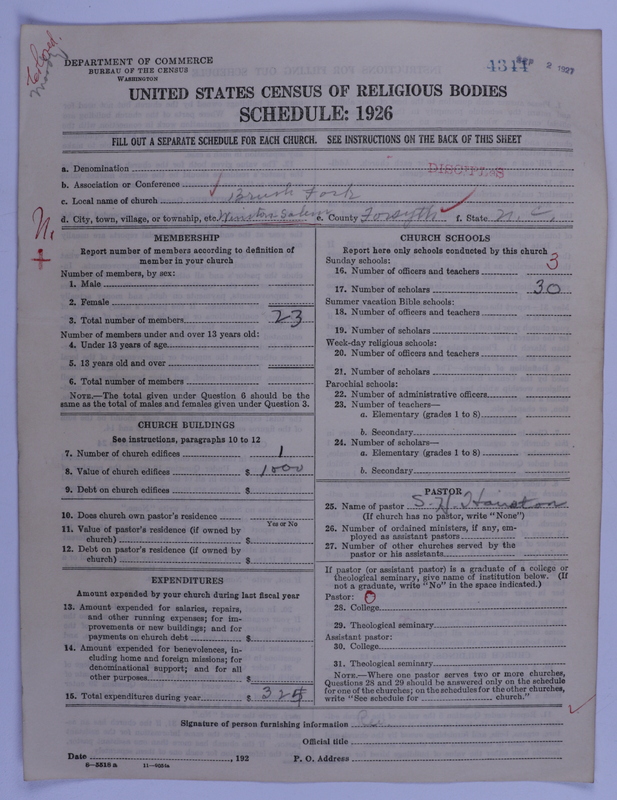 Colored.
DEPARTMENT OF COMMERCE
BUREAU OF THE CENSUS
WASHINGTON
4344 SEP 2 1927
UNITED STATES CENSUS OF RELIGIOUS BODIES
SCHEDULE: 1926
FILL OUT A SEPARATE SCHEDULE FOR EACH CHURCH. SEE INSTRUCTIONS ON THE BACK OF THIS SHEET
a. Denomination DISCIPLES
b. Association or Conference
c. Local name of church Brush Fork
d. City, town, village, or township, etc. Winston Salem e. County Forsyth f. State N. C.
N.
MEMBERSHIP
Report number of members according to definition of
member in your church
Number of members, by sex:
1. Male
2. Female
3. Total number of members 23
Number of members under and over 13 years old:
4. Under 13 years of age
5. 13 years old and over
6. Total number of members
NOTE.—The total given under Question 6 should be the
same as the total of males and females given under Question 3.
CHURCH BUILDINGS
See instructions, paragraphs 10 to 12
7. Number of church edifices 1
8. Value of church edifices $ 1000
9. Debt on church edifices $
10. Does church own pastor's residence
Yes or No
11. Value of pastor's residence (if owned by
church) $
12. Debt on pastor's residence (if owned by
church) $
EXPENDITURES
Amount expended by your church during last fiscal year
13. Amount expended for salaries, repairs,
and other running expenses; for im-
provements or new buildings; and for
payments on church debt $
14. Amount expended for benevolences, in-
cluding home and foreign missions; for
denominational support; and for all
other purposes $
15. Total expenditures during year $
CHURCH SCHOOLS
Report here only schools conducted by this church
Sunday schools:
16. Number of officers and teachers 3
17. Number of scholars 30
Summer vacation Bible schools:
18. Number of officers and teachers
19. Number of scholars
Week-day religious schools:
20. Number of officers and teachers
21. Number of scholars
Parochial schools:
22. Number of administrative officers
23. Number of teachers—
a. Elementary (grades 1 to 8)
b. Secondary
24. Number of scholars—
a. Elementary (grades 1 to 8)
b. Secondary
PASTOR
25. Name of pastor S. H. Hairston
(If church has no pastor, write "None")
26. Number of ordained ministers, if any, em-
ployed as assistant pastors
27. Number of other churches served by the
pastor or his assistants
If pastor (or assistant pastor) is a graduate of a college or
theological seminary, give name of institution below. (If
not a graduate, write "No" in the space indicated.)
Pastor: 0
28. College
29. Theological seminary
Assistant pastor:
30. College
31. Theological seminary
NOTE.—Where one pastor serves two or more churches,
Questions 28 and 29 should be answered only on the schedule
for one of the churches; on the schedules for the other churches,
write "See schedule for church."
Signature of person furnishing information
Official title
Date , 192 P. O. Address
6-5510 a 11-9034a